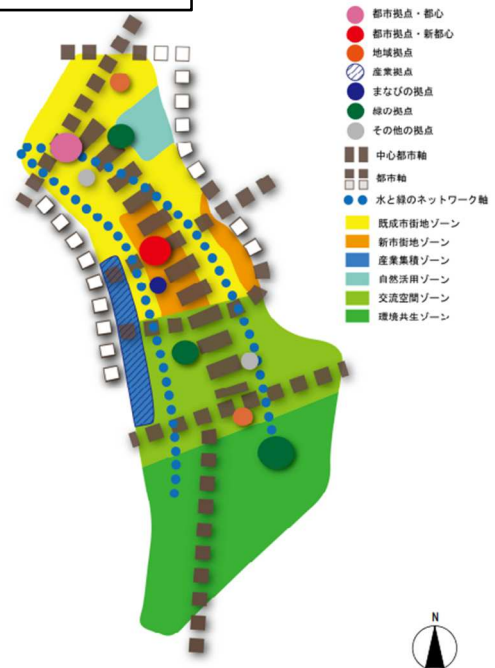 都市拠点・都心
都市拠点・新都心
地域拠点
産業拠点
まなびの拠点
緑の拠点
その他の拠点
中心都市軸
都市軸
水と緑のネットワーク軸
既成市街地ゾーン
新市街地ゾーン
産業集積ゾーン
自然活用ゾーン
交流空間ゾーン
環境共生ゾーン
N